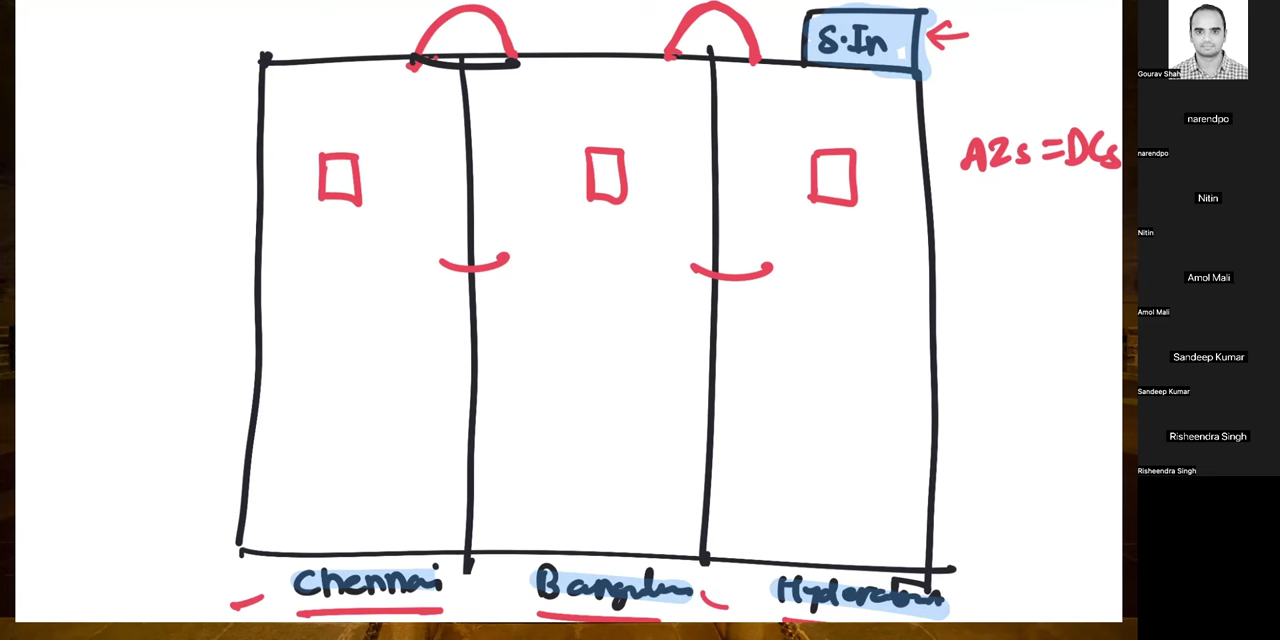 S.In
AZs = DCs
Chennai
Hyderabad
Gourav Shah
narendpo
narendpo
Nitin
Nitin
Amol Mali
Amol Mali
Sandeep Kumar
Sandeep Kumar
Risheendra Singh
Risheendra Singh